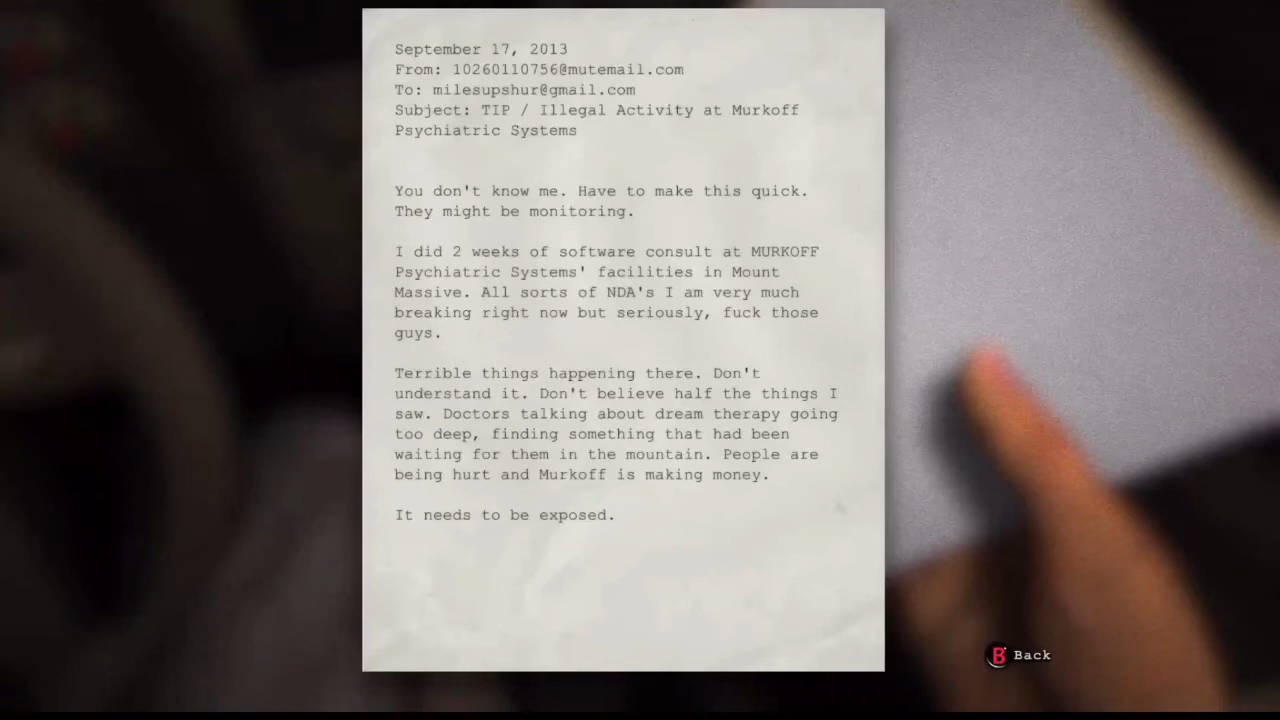 September 17, 2013
From: 10260110756@mutemail.com
To: milesupshur@gmail.com
Subject: TIP / Illegal Activity at Murkoff
Psychiatric Systems
You don't know me. Have to make this quick.
They might be monitoring.
I did 2 weeks of software consult at MURKOFF
Psychiatric Systems' facilities in Mount
Massive. All sorts of NDA's I am very much
breaking right now but seriously, fuck those
guys.
Terrible things happening there. Don't
understand it. Don't believe half the things I
saw. Doctors talking about dream therapy going
too deep, finding something that had been
waiting for them in the mountain. People are
being hurt and Murkoff is making money.
It needs to be exposed.
B Back